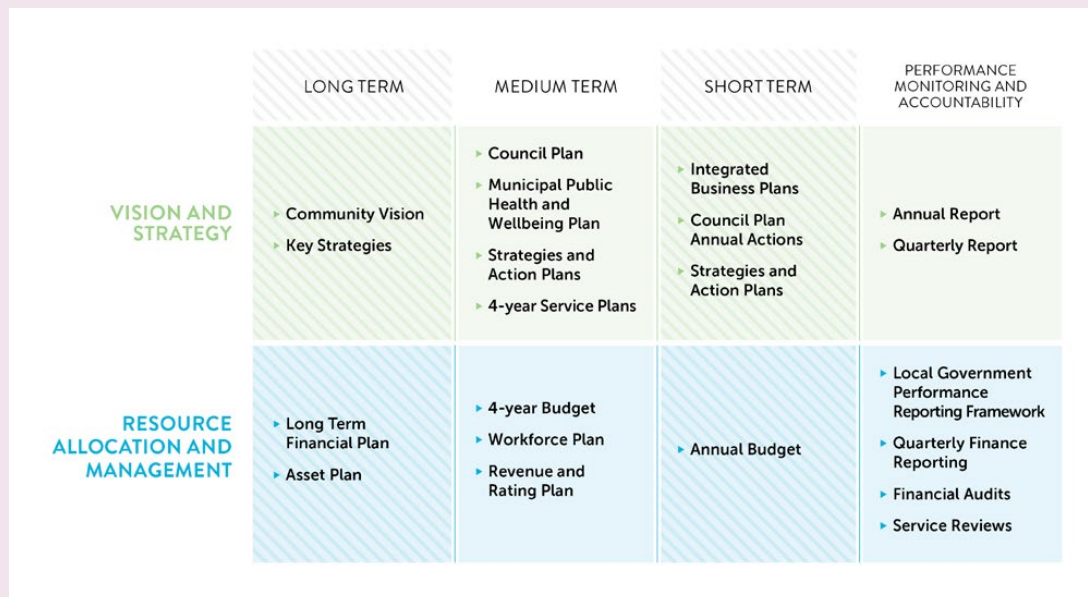 LONG TERM
MEDIUM TERM
SHORT TERM
PERFORMANCE
MONITORING AND
ACCOUNTABILITY
VISION AND
STRATEGY
Community Vision
Key Strategies
Council Plan
Municipal Public
Health and
Wellbeing Plan
Strategies and
Action Plans
4-year Service Plans
Integrated
Business Plans
Council Plan
Annual Actions
Strategies and
Action Plans
Annual Report
Quarterly Report
RESOURCE
ALLOCATION AND
MANAGEMENT
Long Term
Financial Plan
Asset Plan
4-year Budget
Workforce Plan
Revenue and
Rating Plan
Annual Budget
Local Government
Performance
Reporting Framework
Quarterly Finance
Reporting
Financial Audits
Service Reviews